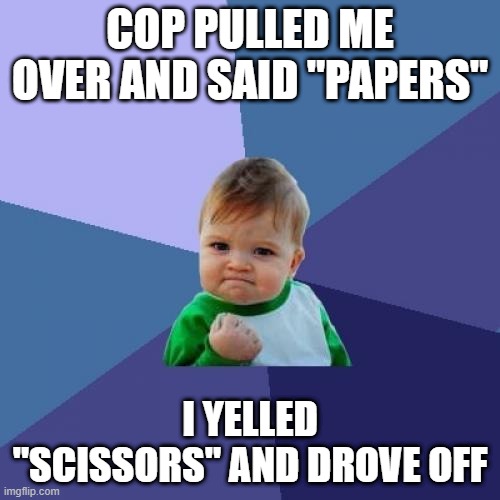 COP PULLED ME
OVER AND SAID "PAPERS"
I YELLED
"SCISSORS" AND DROVE OFF
imgflip.com